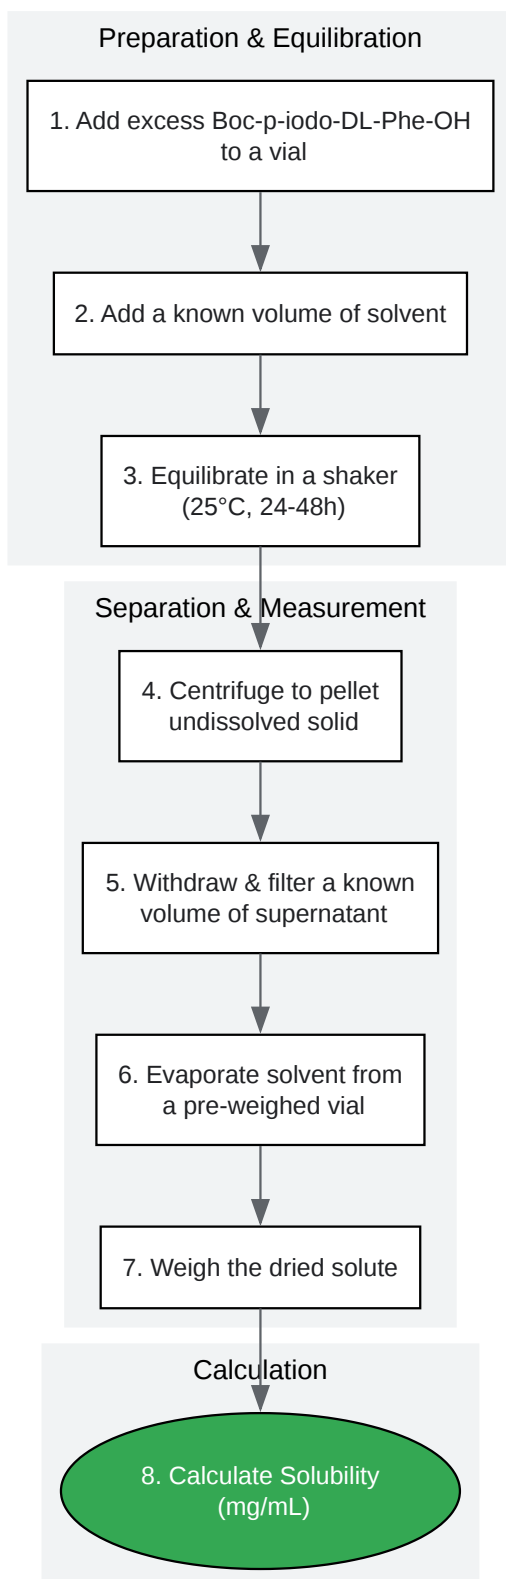 Preparation & Equilibration
1. Add excess Boc-p-iodo-DL-Phe-OH
to a vial
2. Add a known volume of solvent
3. Equilibrate in a shaker
(25°C, 24-48h)
Separation & Measurement
4. Centrifuge to pellet
undissolved solid
5. Withdraw & filter a known
volume of supernatant
6. Evaporate solvent from
a pre-weighed vial
7. Weigh the dried solute
Calculation
8. Calculate Solubility
(mg/mL)